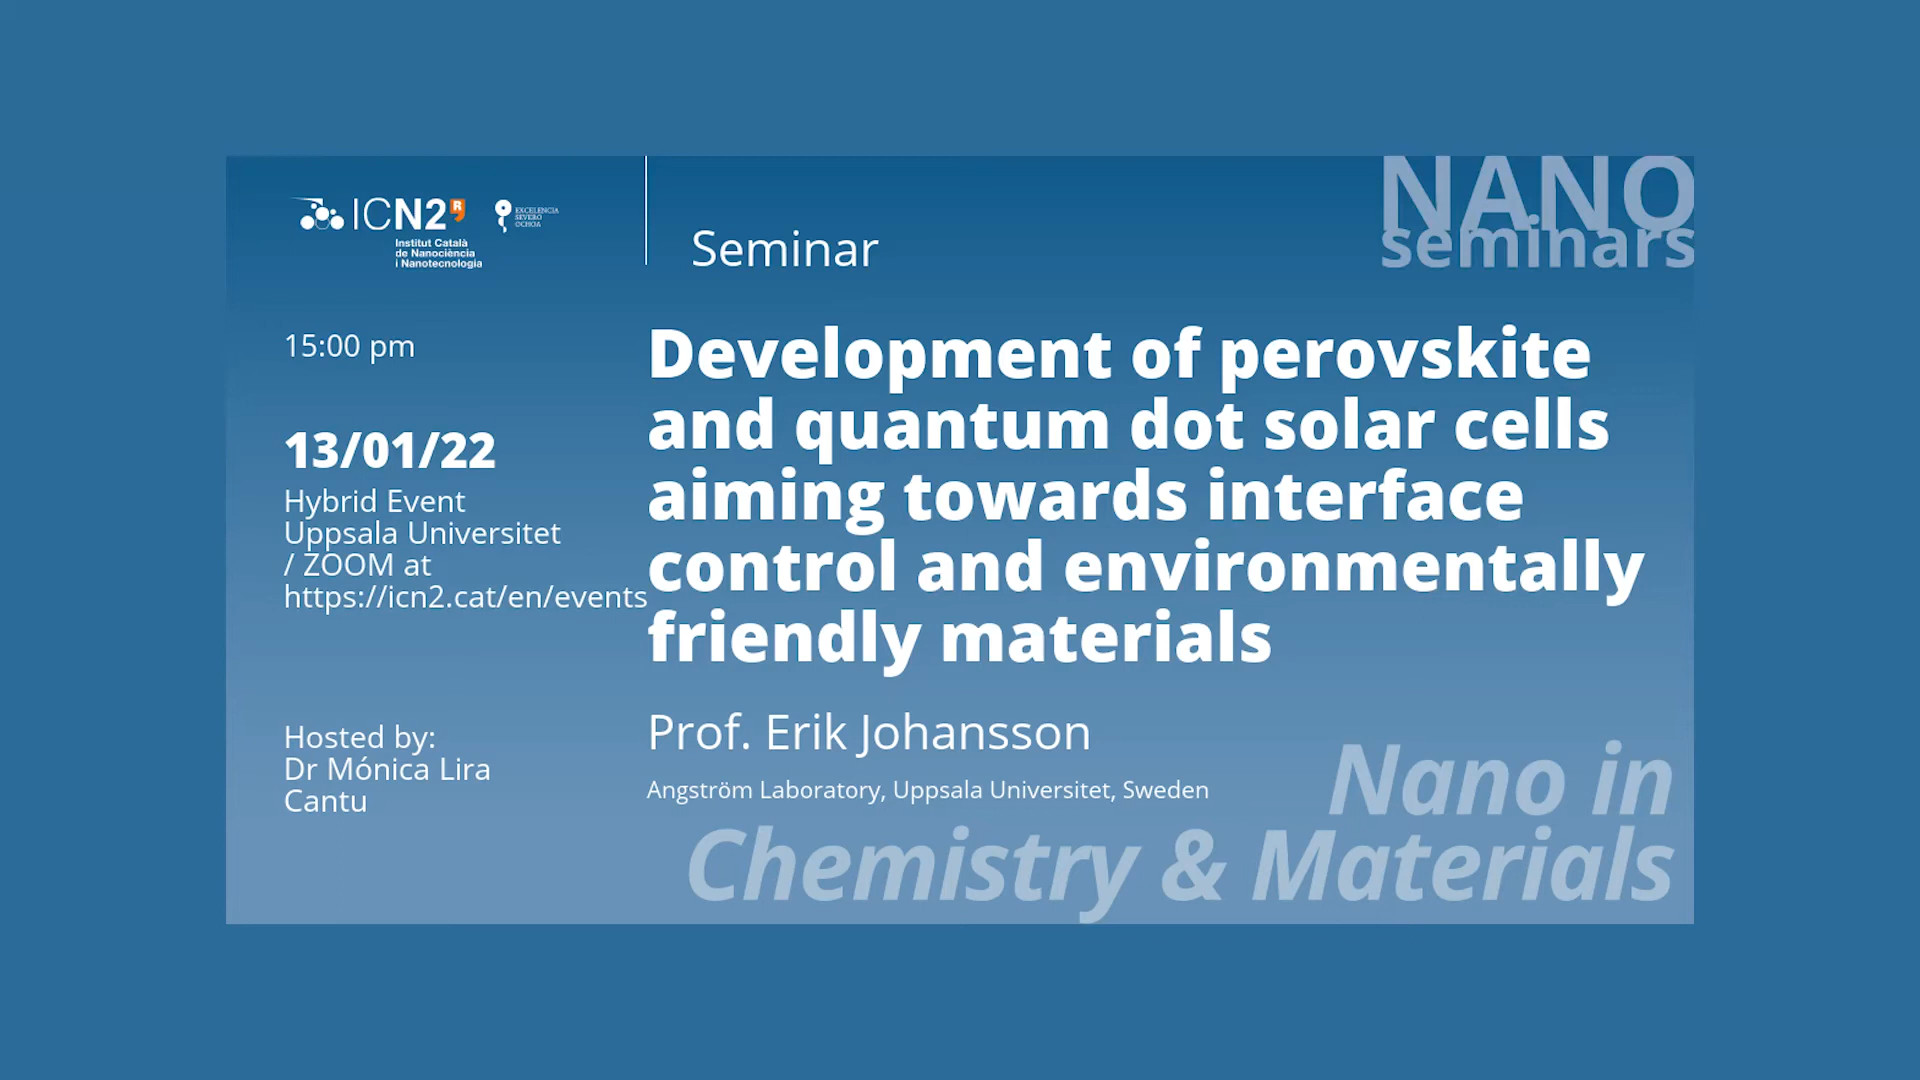 ICN2
Institut Català
de Nanociència
i Nanotecnologia
EXCELENCIA
SEVERO
OCHOA
Seminar
NANO
seminars
15:00 pm
13/01/22
Hybrid Event
Uppsala Universitet
/ ZOOM at
https://icn2.cat/en/events
Hosted by:
Dr Mónica Lira
Cantu
Development of perovskite
and quantum dot solar cells
aiming towards interface
control and environmentally
friendly materials
Prof. Erik Johansson
Angström Laboratory, Uppsala Universitet, Sweden
Nano in
Chemistry & Materials